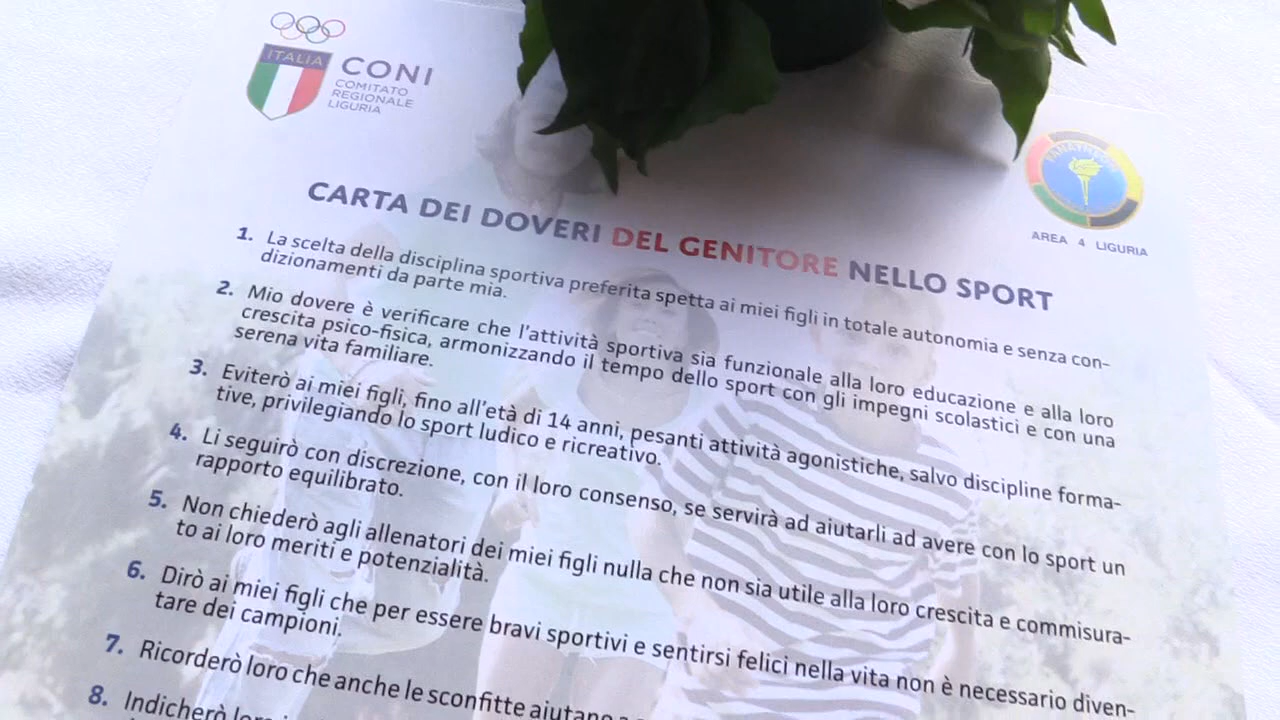 ITALIA
CONI
COMITATO
REGIONALE
LIGURIA
PANATHLON
AREA 4 LIGURIA
CARTA DEI DOVERI DEL GENITORE NELLO SPORT
1. La scelta della disciplina sportiva preferita spetta ai miei figli in totale autonomia e senza con-
dizionamenti da parte mia.
2. Mio dovere è verificare che l'attività sportiva sia funzionale alla loro educazione e alla loro
crescita psico-fisica, armonizzando il tempo dello sport con gli impegni scolastici e con una
serena vita familiare.
3. Eviterò ai miei figli, fino all'età di 14 anni, pesanti attività agonistiche, salvo discipline forma-
tive, privilegiando lo sport ludico e ricreativo.
4. Li seguirò con discrezione, con il loro consenso, se servirà ad aiutarli ad avere con lo sport un
rapporto equilibrato.
5. Non chiederò agli allenatori dei miei figli nulla che non sia utile alla loro crescita e commisura-
to ai loro meriti e potenzialità.
6. Dirò ai miei figli che per essere bravi sportivi e sentirsi felici nella vita non è necessario diven-
tare dei campioni.
7. Ricorderò loro che anche le sconfitte aiutano a
8. Indicherò loro